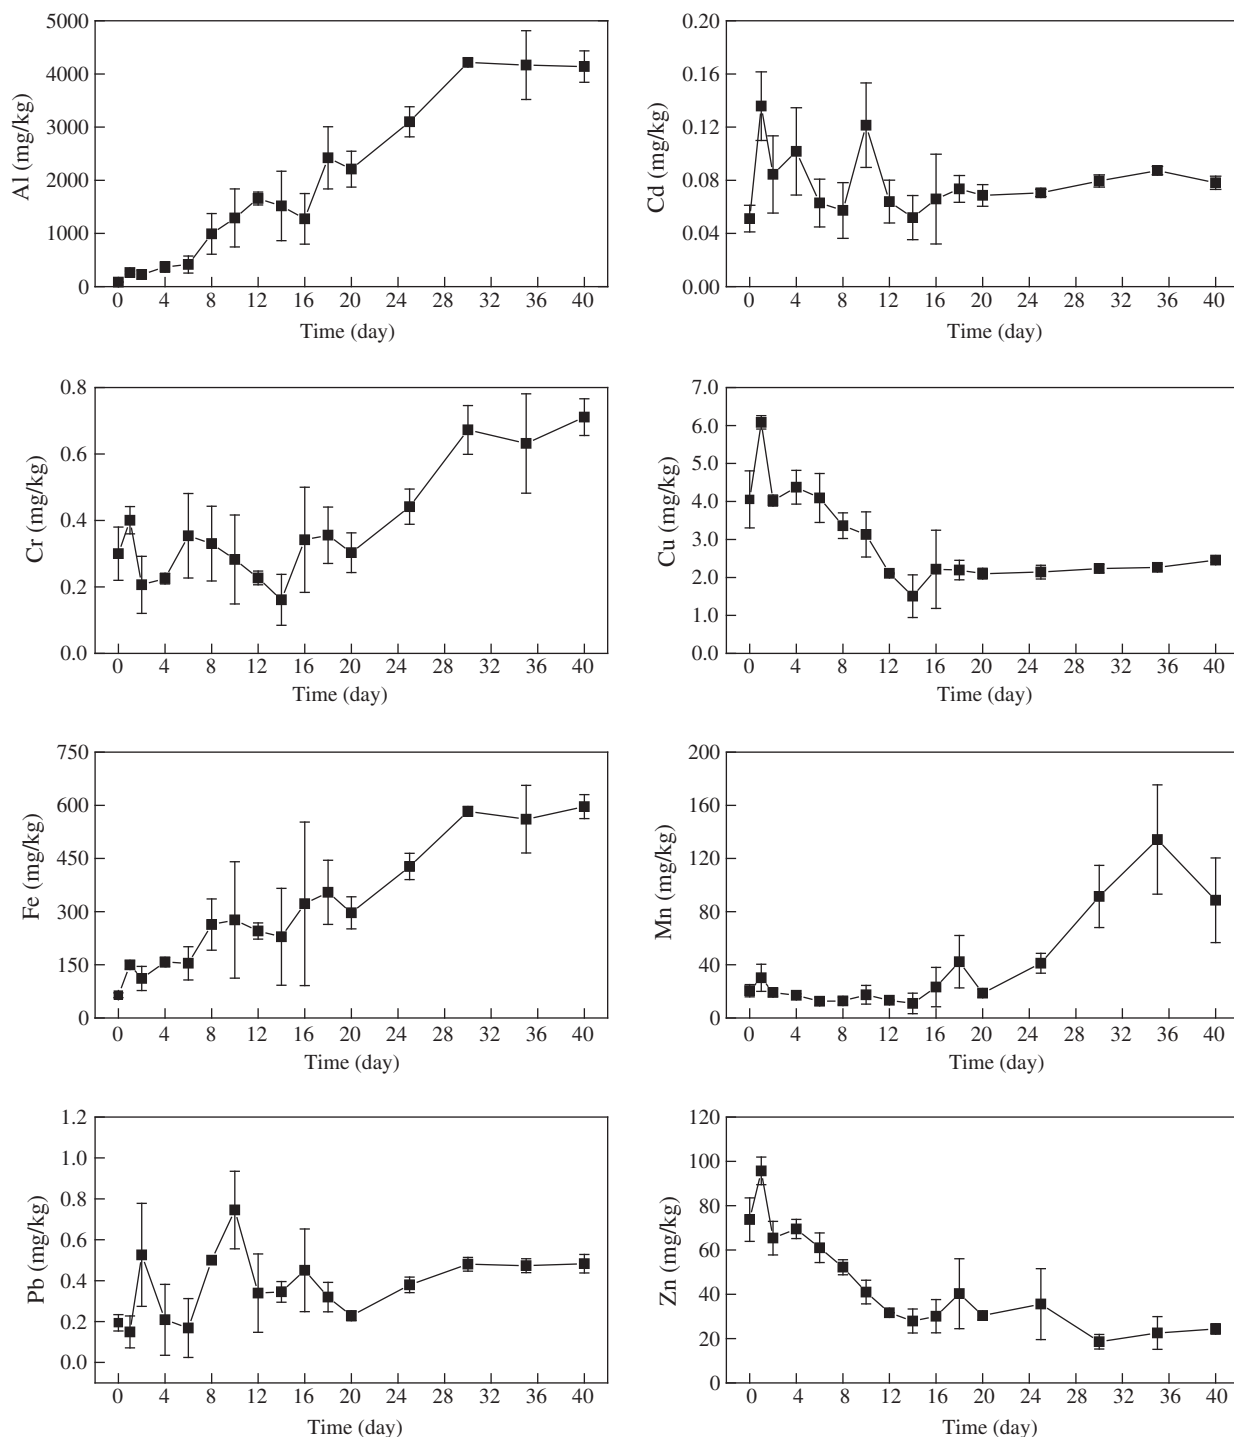 Al (mg/kg)
5000
4000
3000
2000
1000
0
0 4 8 12 16 20 24 28 32 36 40
Time (day)
Cd (mg/kg)
0.20
0.16
0.12
0.08
0.04
0.00
0 4 8 12 16 20 24 28 32 36 40
Time (day)
Cr (mg/kg)
0.8
0.6
0.4
0.2
0.0
0 4 8 12 16 20 24 28 32 36 40
Time (day)
Cu (mg/kg)
7.0
6.0
5.0
4.0
3.0
2.0
1.0
0.0
0 4 8 12 16 20 24 28 32 36 40
Time (day)
Fe (mg/kg)
750
600
450
300
150
0
0 4 8 12 16 20 24 28 32 36 40
Time (day)
Mn (mg/kg)
200
160
120
80
40
0
0 4 8 12 16 20 24 28 32 36 40
Time (day)
Pb (mg/kg)
1.2
1.0
0.8
0.6
0.4
0.2
0.0
0 4 8 12 16 20 24 28 32 36 40
Time (day)
Zn (mg/kg)
120
100
80
60
40
20
0
0 4 8 12 16 20 24 28 32 36 40
Time (day)